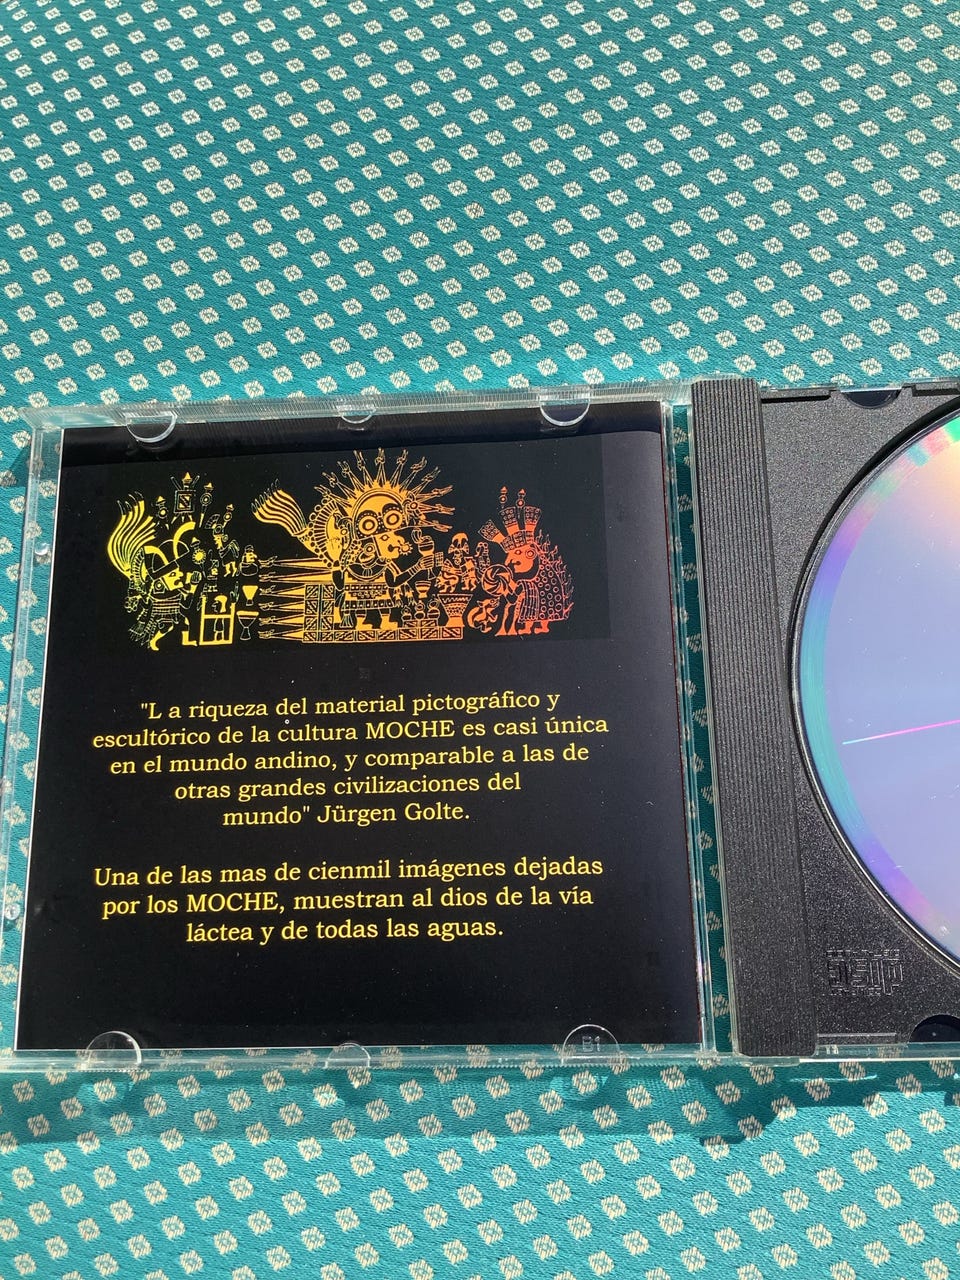 "L a riqueza del material pictográfico y
escultórico de la cultura MOCHE es casi única
en el mundo andino, y comparable a las de
otras grandes civilizaciones del
mundo" Jürgen Golte.
Una de las mas de cienmil imágenes dejadas
por los MOCHE, muestran al dios de la vía
láctea y de todas las aguas.
B1